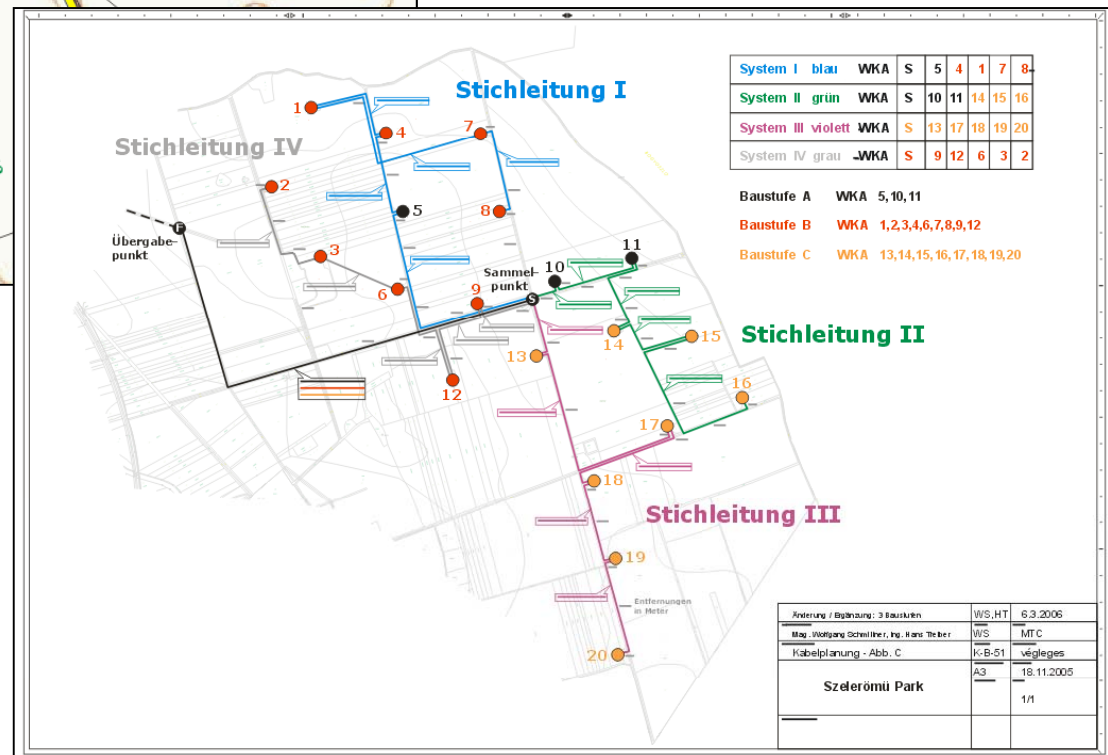 Stichleitung I
Stichleitung IV
Stichleitung II
Stichleitung III
Übergabe-
punkt
F
Sammel-
punkt
S
1
4
7
2
5
8
3
6
9
10
11
12
13
14
15
16
17
18
19
20
Entfernungen
in Meter
System I blau WKA S 5 4 1 7 8
System II grün WKA S 10 11 14 15 16
System III violett WKA S 13 17 18 19 20
System IV grau WKA S 9 12 6 3 2
Baustufe A WKA 5,10,11
Baustufe B WKA 1,2,3,4,6,7,8,9,12
Baustufe C WKA 13,14,15,16,17,18,19,20
Änderung / Ergänzung: 3 Baustufen WS,HT 6.3.2006
Mag. Wolfgang Ing. Hans WS MTC
Kabelplanung - Abb. C K-B-51 végleges
A3 18.11.2005
Szelerömü Park
1/1